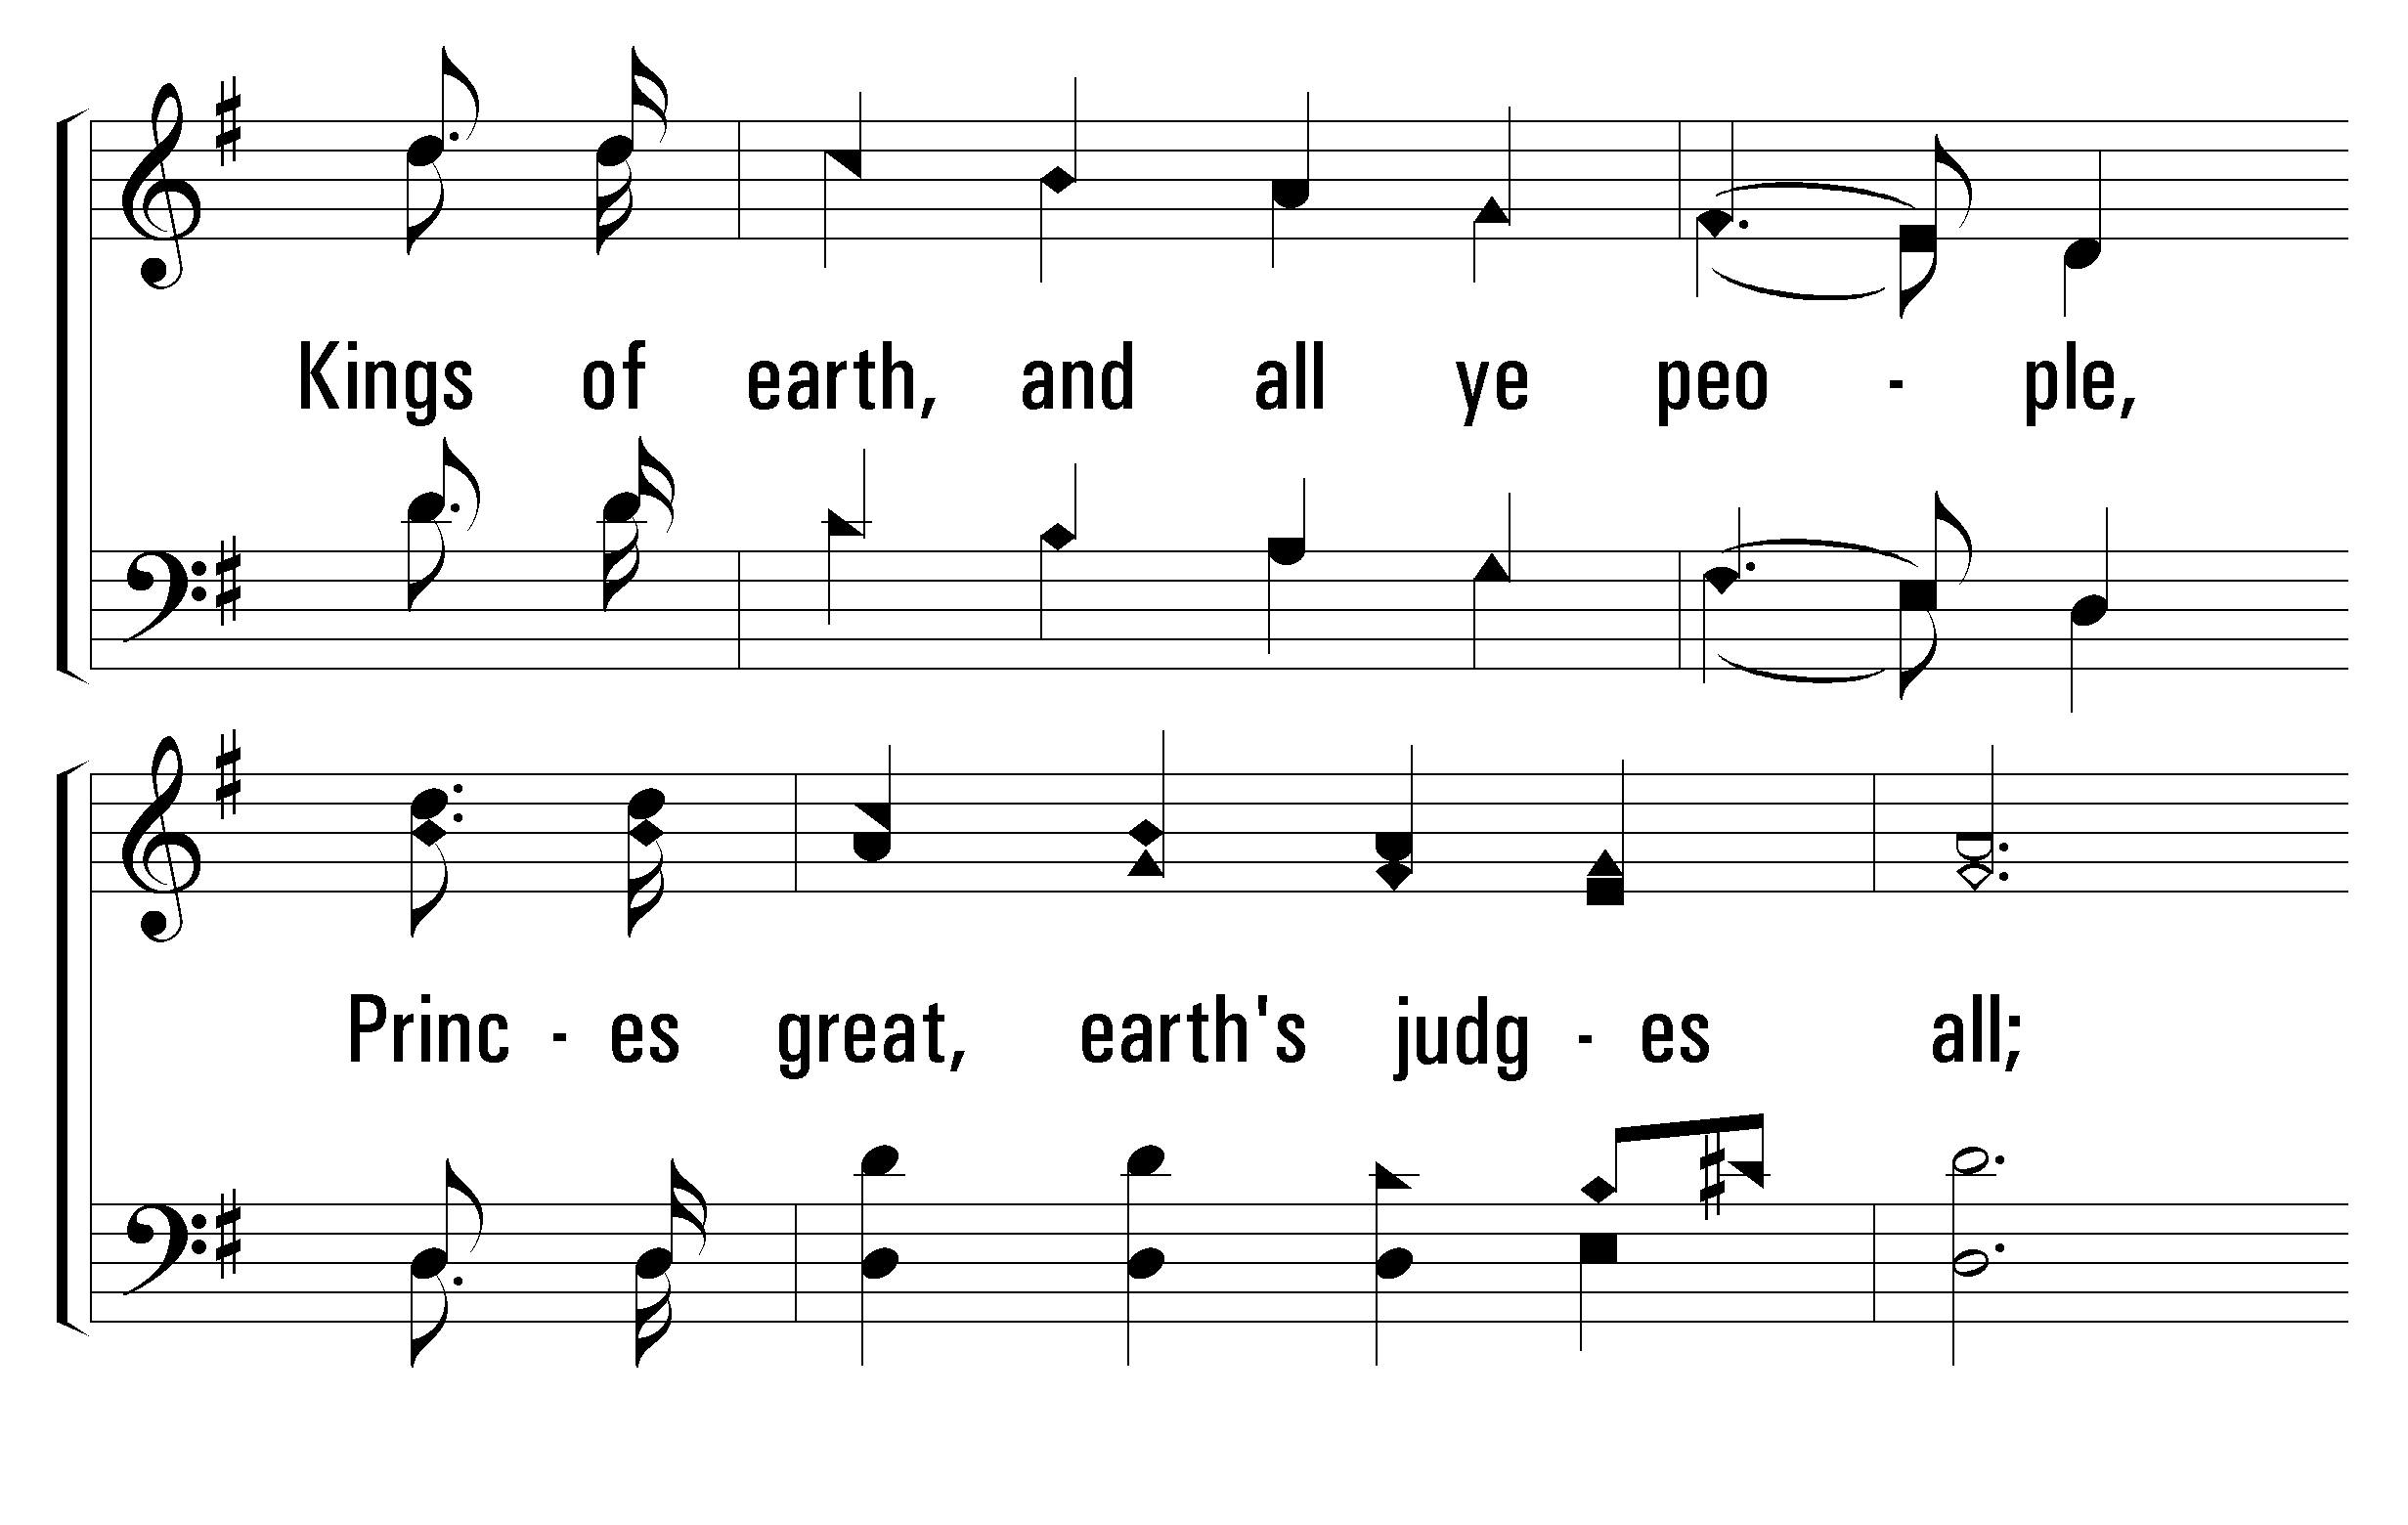 Kings of earth, and all ye peo - ple,
Princ - es great, earth's judg - es all;